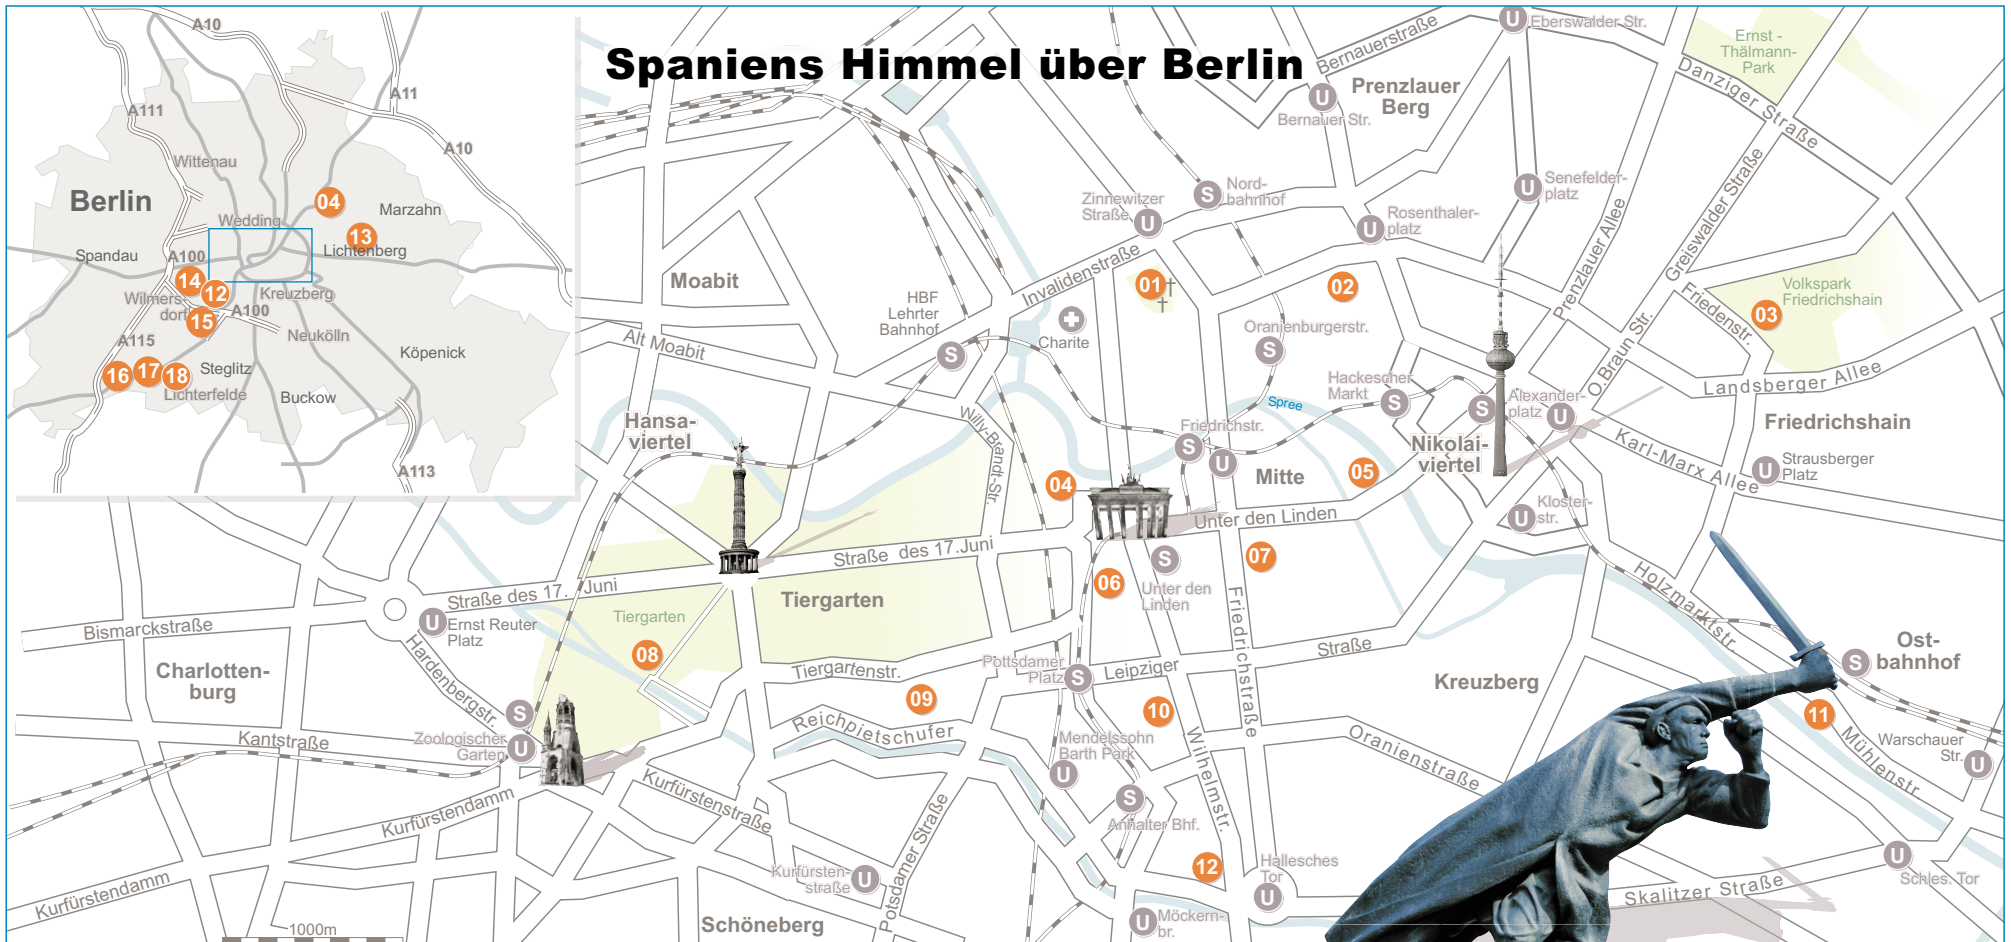 Spaniens Himmel über Berlin
A10
A11
A111
A10
Wittenau
Berlin
04
Marzahn
Wedding
13
Lichtenberg
Spandau
A100
14
12
Kreuzberg
Wilmers-
dorf
A100
15
Neukölln
A115
Köpenick
16
17
18
Steglitz
Lichterfelde
Buckow
A113
Bernauerstraße
U
Eberswalder Str.
Ernst -
Thälmann-
Park
Prenzlauer
Berg
U
Bernauer Str.
Danziger Straße
Zinnewitzer
Straße
U
S
Nord-
bahnhof
U
Rosenthaler-
platz
U
Senefelder-
platz
Prenzlauer Allee
Greiswalder Straße
Moabit
Invalidenstraße
01
02
Volkspark
Friedrichshain
03
Friedenstr.
HBF
Lehrter
Bahnhof
S
Charite
Oranienburgerstr.
S
O.Braun Str.
Alt Moabit
Landsberger Allee
Hackescher
Markt
S
S
Alexander-
platz
U
Spree
Friedrichshain
Hansa-
viertel
Willy-Brandt-Str.
Friedrichstr.
S
U
Mitte
05
Nikolai-
viertel
Karl-Marx Allee
U
Strausberger
Platz
04
Unter den Linden
U
Kloster-
str.
Straße des 17.Juni
07
06
S
Unter den
Linden
Straße des 17. Juni
Tiergarten
Tiergarten
Holzmarktstr.
Bismarckstraße
U
Ernst Reuter
Platz
Friedrichstraße
Charlotten-
burg
Hardenbergstr.
08
Tiergartenstr.
Pottsdamer
Platz
S
Leipziger
Straße
Kreuzberg
S
Ost-
bahnhof
09
10
11
S
Zoologischer
Garten
U
Kantstraße
Reichpietschufer
Mendelssohn
Barth Park
U
Wilhelmstr.
Oranienstraße
Mühlenstr
Warschauer
Str.
U
Kurfürstendamm
Kurfürstenstraße
S
Anhalter Bhf.
Potsdamer Straße
Kurfürsten-
straße
U
12
Hallesches
Tor
U
U
Schles. Tor
Kurfürstendamm
Skalitzer Straße
Schöneberg
U
Möckern-
br.
1000m